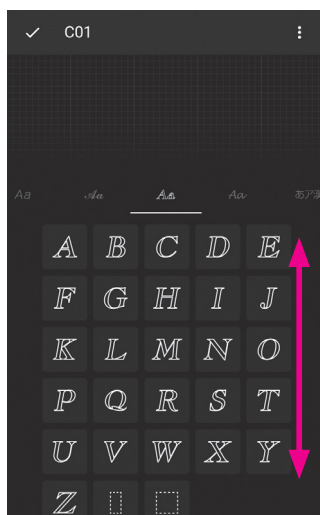 C01
Aa Aa Aa Aa あア漢
A B C D E
F G H I J
K L M N O
P Q R S T
U V W X Y
Z